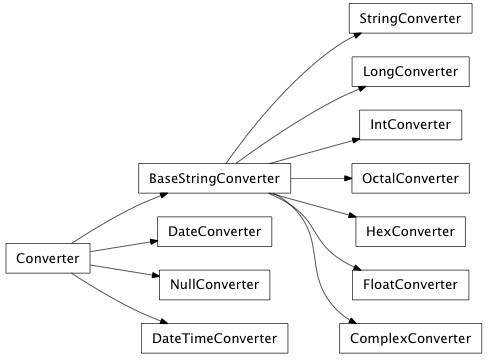 StringConverter
LongConverter
IntConverter
BaseStringConverter
OctalConverter
DateConverter
HexConverter
Converter
NullConverter
FloatConverter
DateTimeConverter
ComplexConverter